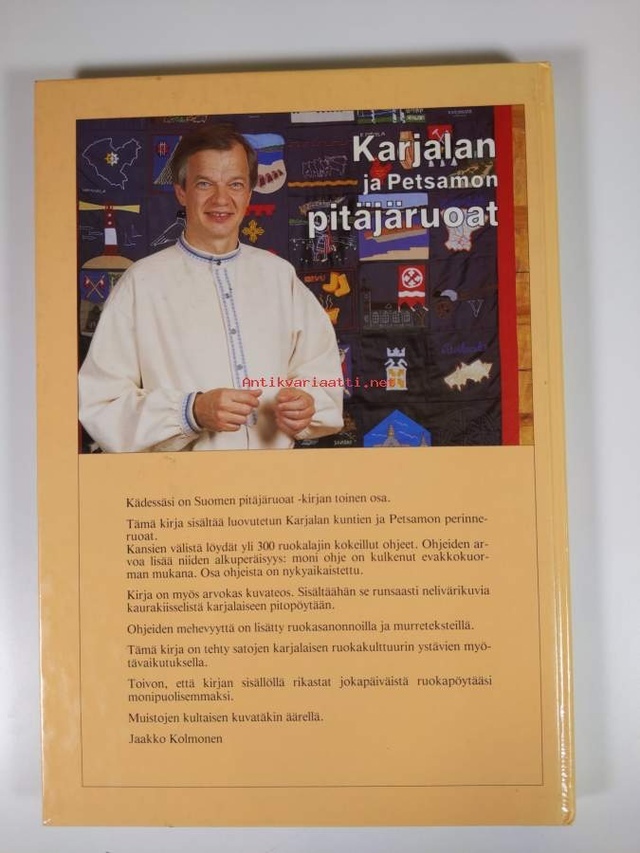 Karjalan
ja Petsamon
pitäjäruoat
Antikvariaatti.net
Kädessäsi on Suomen pitäjäruoat -kirjan toinen osa.
Tämä kirja sisältää luovutetun Karjalan kuntien ja Petsamon perinne-
ruoat.
Kansien välistä löydät yli 300 ruokalajin kokeillut ohjeet. Ohjeiden ar-
voa lisää niiden alkuperäisyys: moni ohje on kulkenut evakkokuor-
man mukana. Osa ohjeista on nykyaikaistettu.
Kirja on myös arvokas kuvateos. Sisältäähän se runsaasti nelivärikuvia
kaurakiisselistä karjalaiseen pitopöytään.
Ohjeiden mehevyyttä on lisätty ruokasanonnoilla ja murreteksteillä.
Tämä kirja on tehty satojen karjalaisen ruokakulttuurin ystävien myö-
tävaikutuksella.
Toivon, että kirjan sisällöllä rikastat jokapäiväistä ruokapöytääsi
monipuolisemmaksi.
Muistojen kultaisen kuvatäkin äärellä.
Jaakko Kolmonen